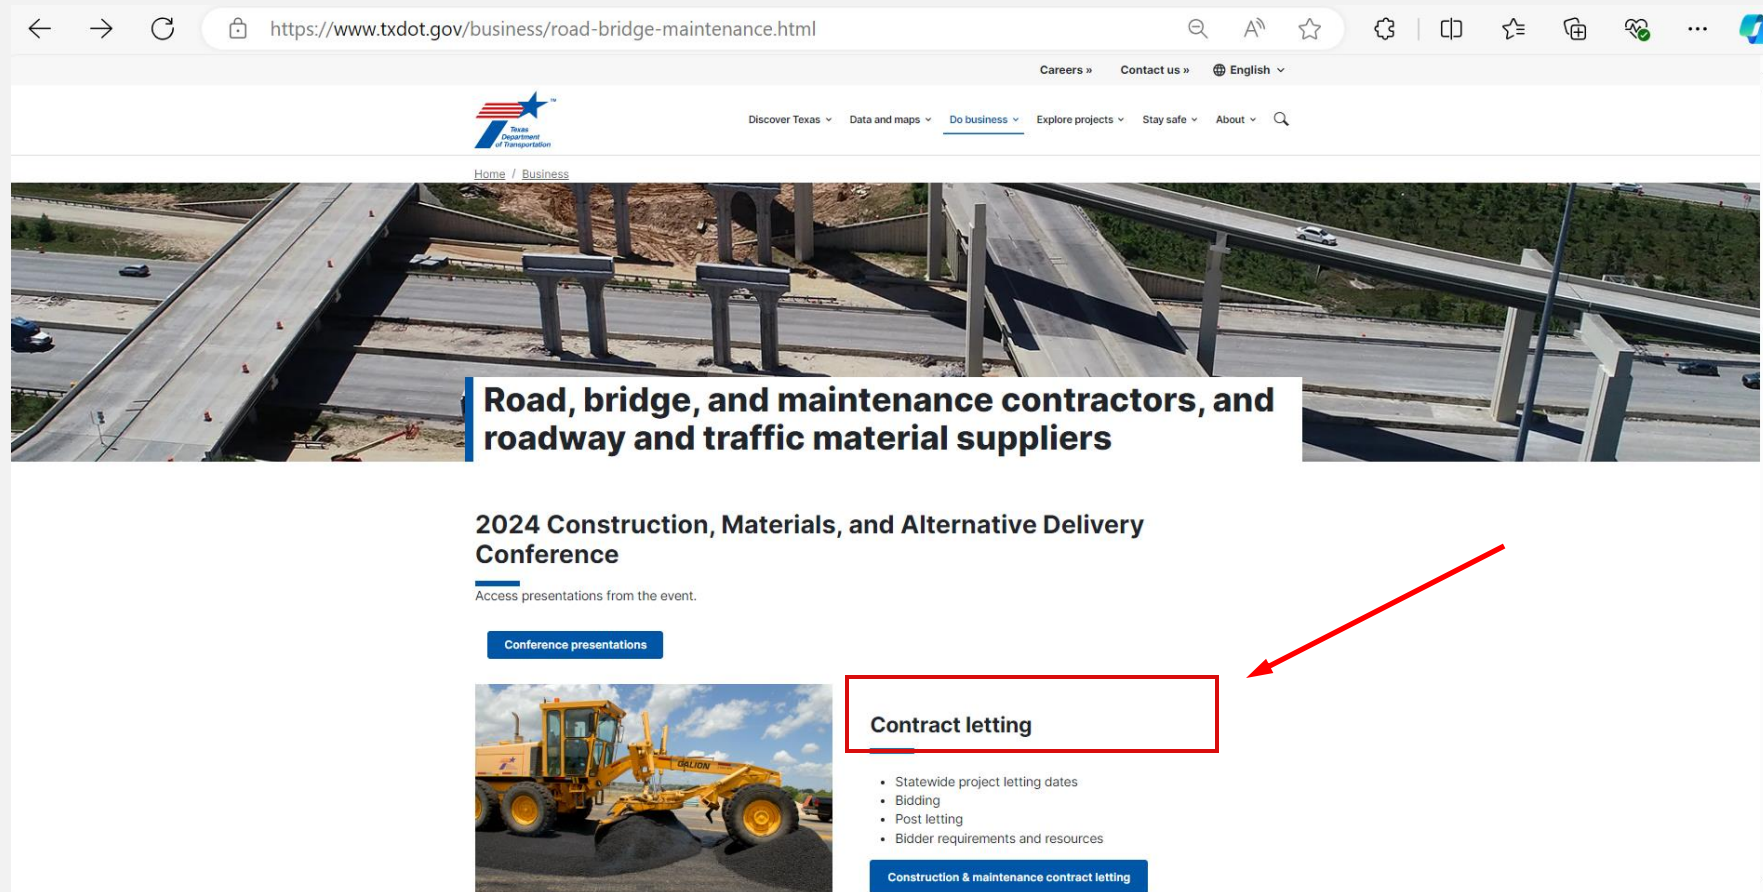 https://www.txdot.gov/business/road-bridge-maintenance.html
Careers » Contact us » English
Texas
Department
of Transportation
™
Discover Texas Data and maps Do business Explore projects Stay safe About
Home / Business
Road, bridge, and maintenance contractors, and
roadway and traffic material suppliers
2024 Construction, Materials, and Alternative Delivery
Conference
Access presentations from the event.
Conference presentations
GALION
Contract letting
• Statewide project letting dates
• Bidding
• Post letting
• Bidder requirements and resources
Construction & maintenance contract letting